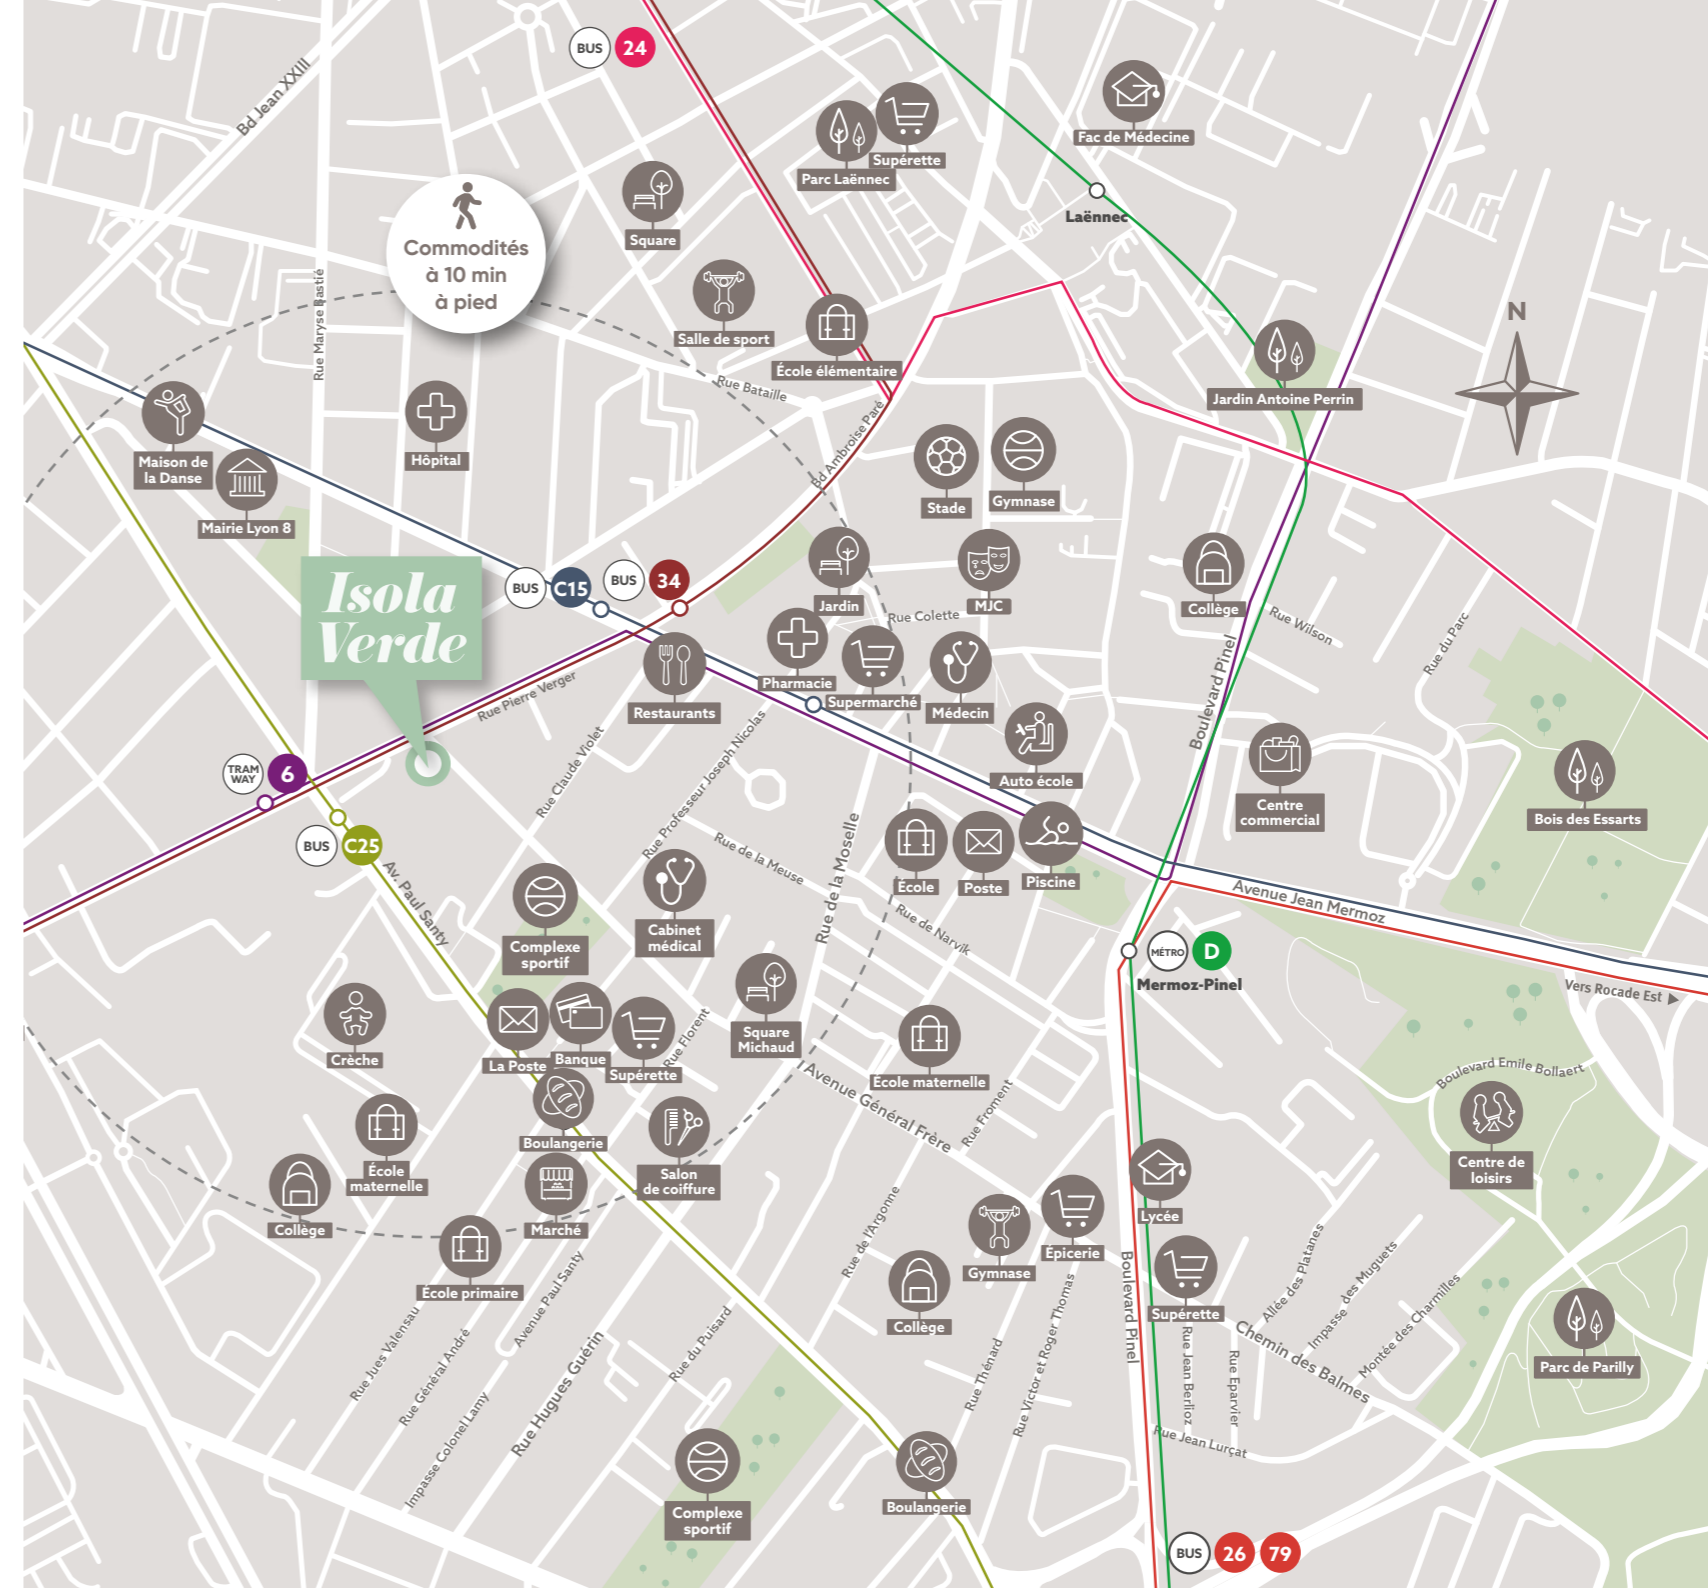 BUS 24
Bd Jean XXIII
Fac de Médecine
Supérette
Parc Laënnec
Laënnec
Square
Commodités
à 10 min
à pied
Rue Maryse Bastié
Salle de sport
École élémentaire
Rue Bataille
Bd Ambroise Paré
N
Jardin Antoine Perrin
Maison de
la Danse
Hôpital
Mairie Lyon 8
Stade
Gymnase
Isola
Verde
BUS C15
BUS 34
Jardin
MJC
Rue Colette
Collège
Rue Wilson
Rue du Parc
Boulevard Pinel
Pharmacie
Supermarché
Médecin
Restaurants
Rue Pierre Verger
Rue Claude Violet
Rue Professeur Joseph Nicolas
Auto école
TRAM
WAY
6
BUS C25
Centre
commercial
Bois des Essarts
Av. Paul Santy
Rue de la Meuse
Rue de la Moselle
École
Poste
Piscine
Avenue Jean Mermoz
Rue de Narvik
Complexe
sportif
Cabinet
médical
MÉTRO D
Mermoz-Pinel
Vers Rocade Est
Square
Michaud
Crèche
La Poste
Banque
Supérette
Rue Florent
École maternelle
Boulevard Emile Bollaert
Avenue Général Frère
Rue Froment
Boulangerie
École
maternelle
Salon
de coiffure
Collège
Marché
Centre de
loisirs
Lycée
Épicerie
Gymnase
Rue de l'Argonne
École primaire
Collège
Supérette
Allée des Platanes
Impasse des Muguets
Montée des Charmilles
Chemin des Balmes
Parc de Parilly
Rue Jues Valensau
Rue Général André
Avenue Paul Santy
Rue Hugues Guérin
Impasse Colonel Lamy
Rue du Puisard
Rue Thénard
Rue Victor et Roger Thomas
Boulevard Pinel
Rue Jean Berlioz
Rue Eparvier
Rue Jean Lurçat
Complexe
sportif
Boulangerie
BUS 26 79